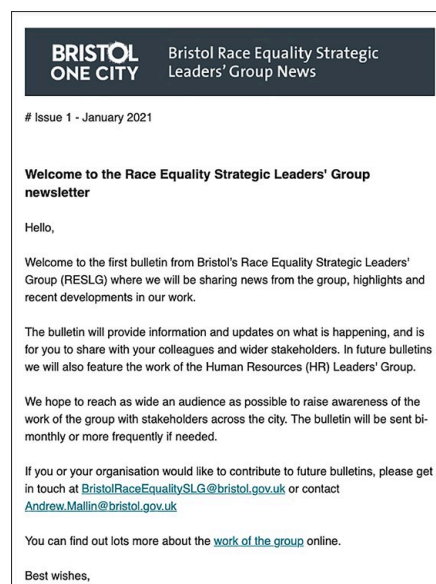 BRISTOL
ONE CITY
Bristol Race Equality Strategic
Leaders' Group News
# Issue 1 - January 2021
Welcome to the Race Equality Strategic Leaders' Group
newsletter
Hello,
Welcome to the first bulletin from Bristol's Race Equality Strategic Leaders'
Group (RESLG) where we will be sharing news from the group, highlights and
recent developments in our work.
The bulletin will provide information and updates on what is happening, and is
for you to share with your colleagues and wider stakeholders. In future bulletins
we will also feature the work of the Human Resources (HR) Leaders' Group.
We hope to reach as wide an audience as possible to raise awareness of the
work of the group with stakeholders across the city. The bulletin will be sent bi-
monthly or more frequently if needed.
If you or your organisation would like to contribute to future bulletins, please get
in touch at BristolRaceEqualitySLG@bristol.gov.uk or contact
Andrew.Mallin@bristol.gov.uk
You can find out lots more about the work of the group online.
Best wishes,